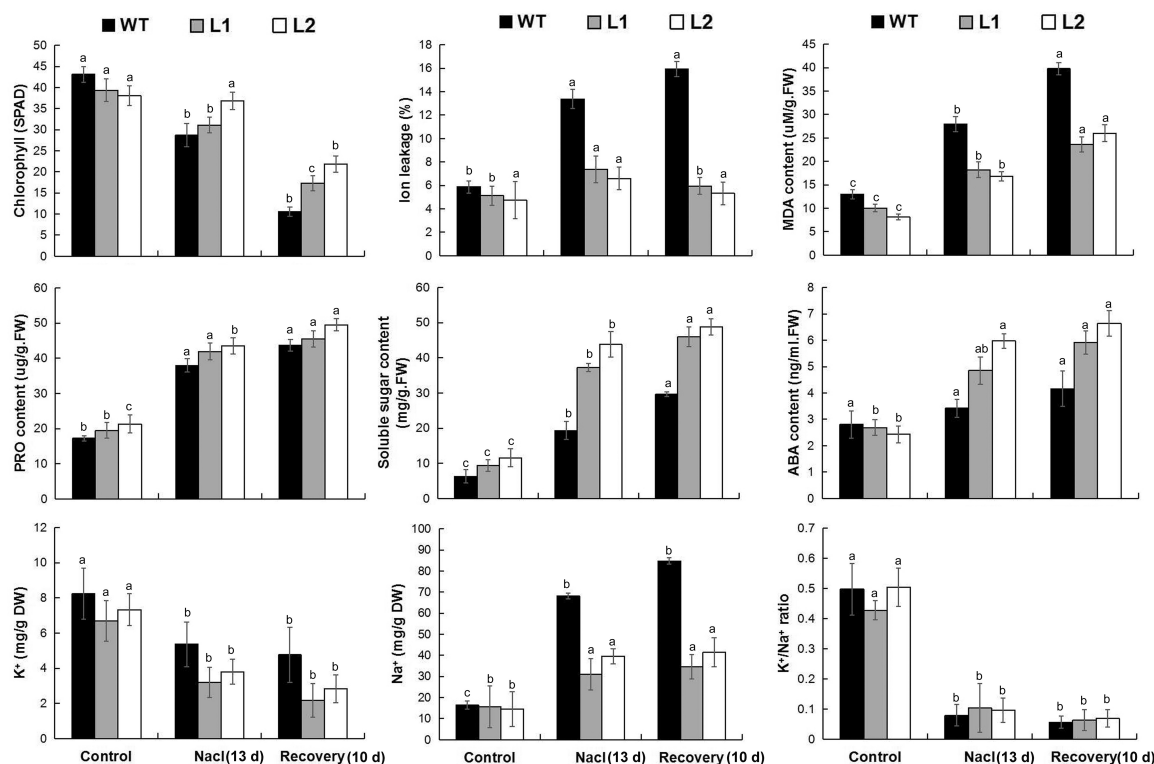 WT L1 L2
WT L1 L2
WT L1 L2
Chlorophyll (SPAD)
50
45
40
35
30
25
20
15
10
5
0
a a a
b b a
b c b
Ion leakage (%)
18
16
14
12
10
8
6
4
2
0
b b a
a a a
a b a
MDA content (uM/g.FW)
45
40
35
30
25
20
15
10
5
0
c c c
b b b
a a a
PRO content (ug/g.FW)
60
50
40
30
20
10
0
b b c
a a b
a a a
Soluble sugar content
(mg/g.FW)
60
50
40
30
20
10
0
c c c
b b b
a a a
ABA content (ng/ml.FW)
8
7
6
5
4
3
2
1
0
a b b
a ab a
a a a
K⁺ (mg/g DW)
12
10
8
6
4
2
0
a a a
b b b
b b b
Control Nacl(13 d) Recovery(10 d)
Na⁺ (mg/g DW)
100
90
80
70
60
50
40
30
20
10
0
c b b
b a a
b a a
Control Nacl(13 d) Recovery(10 d)
K⁺/Na⁺ ratio
0.7
0.6
0.5
0.4
0.3
0.2
0.1
0
a a a
b b b
b b b
Control Nacl(13 d) Recovery(10 d)